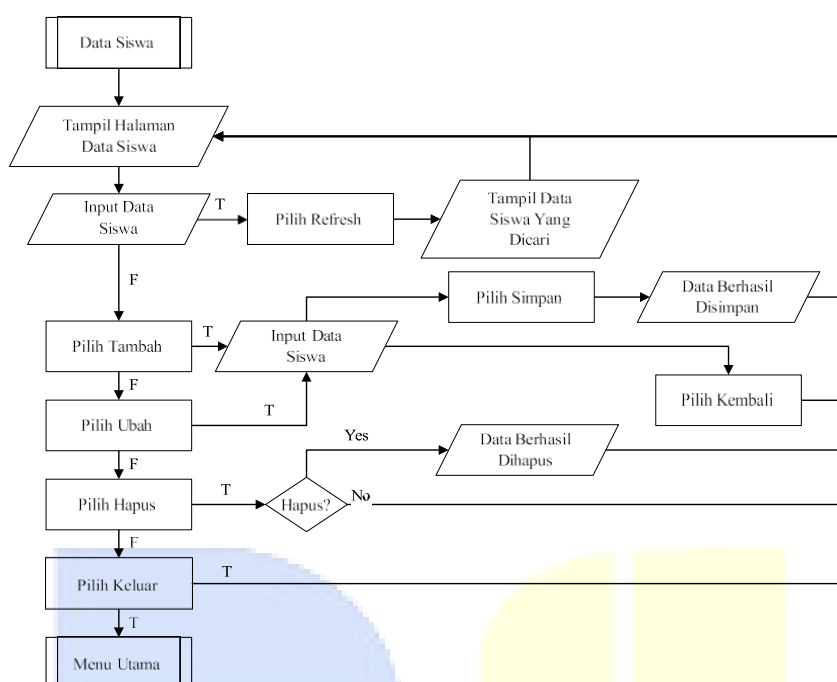 Data Siswa
Tampil Halaman
Data Siswa
Input Data
Siswa
T
Pilih Refresh
Tampil Data
Siswa Yang
Dicari
F
Pilih Simpan
Data Berhasil
Disimpan
Pilih Tambah
T
Input Data
Siswa
F
Pilih Kembali
Pilih Ubah
T
F
Yes
Data Berhasil
Dihapus
Pilih Hapus
T
Hapus?
No
F
Pilih Keluar
T
T
Menu Utama